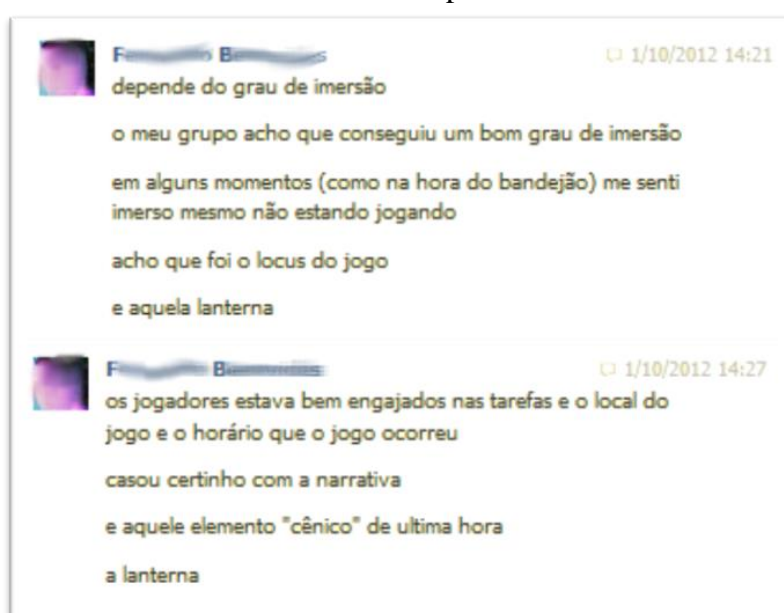 1/10/2012 14:21
depende do grau de imersão
o meu grupo acho que conseguiu um bom grau de imersão
em alguns momentos (como na hora do bandejão) me senti
imerso mesmo não estando jogando
acho que foi o locus do jogo
e aquela lanterna
1/10/2012 14:27
os jogadores estava bem engajados nas tarefas e o local do
jogo e o horário que o jogo ocorreu
casou certinho com a narrativa
e aquele elemento "cênico" de ultima hora
a lanterna